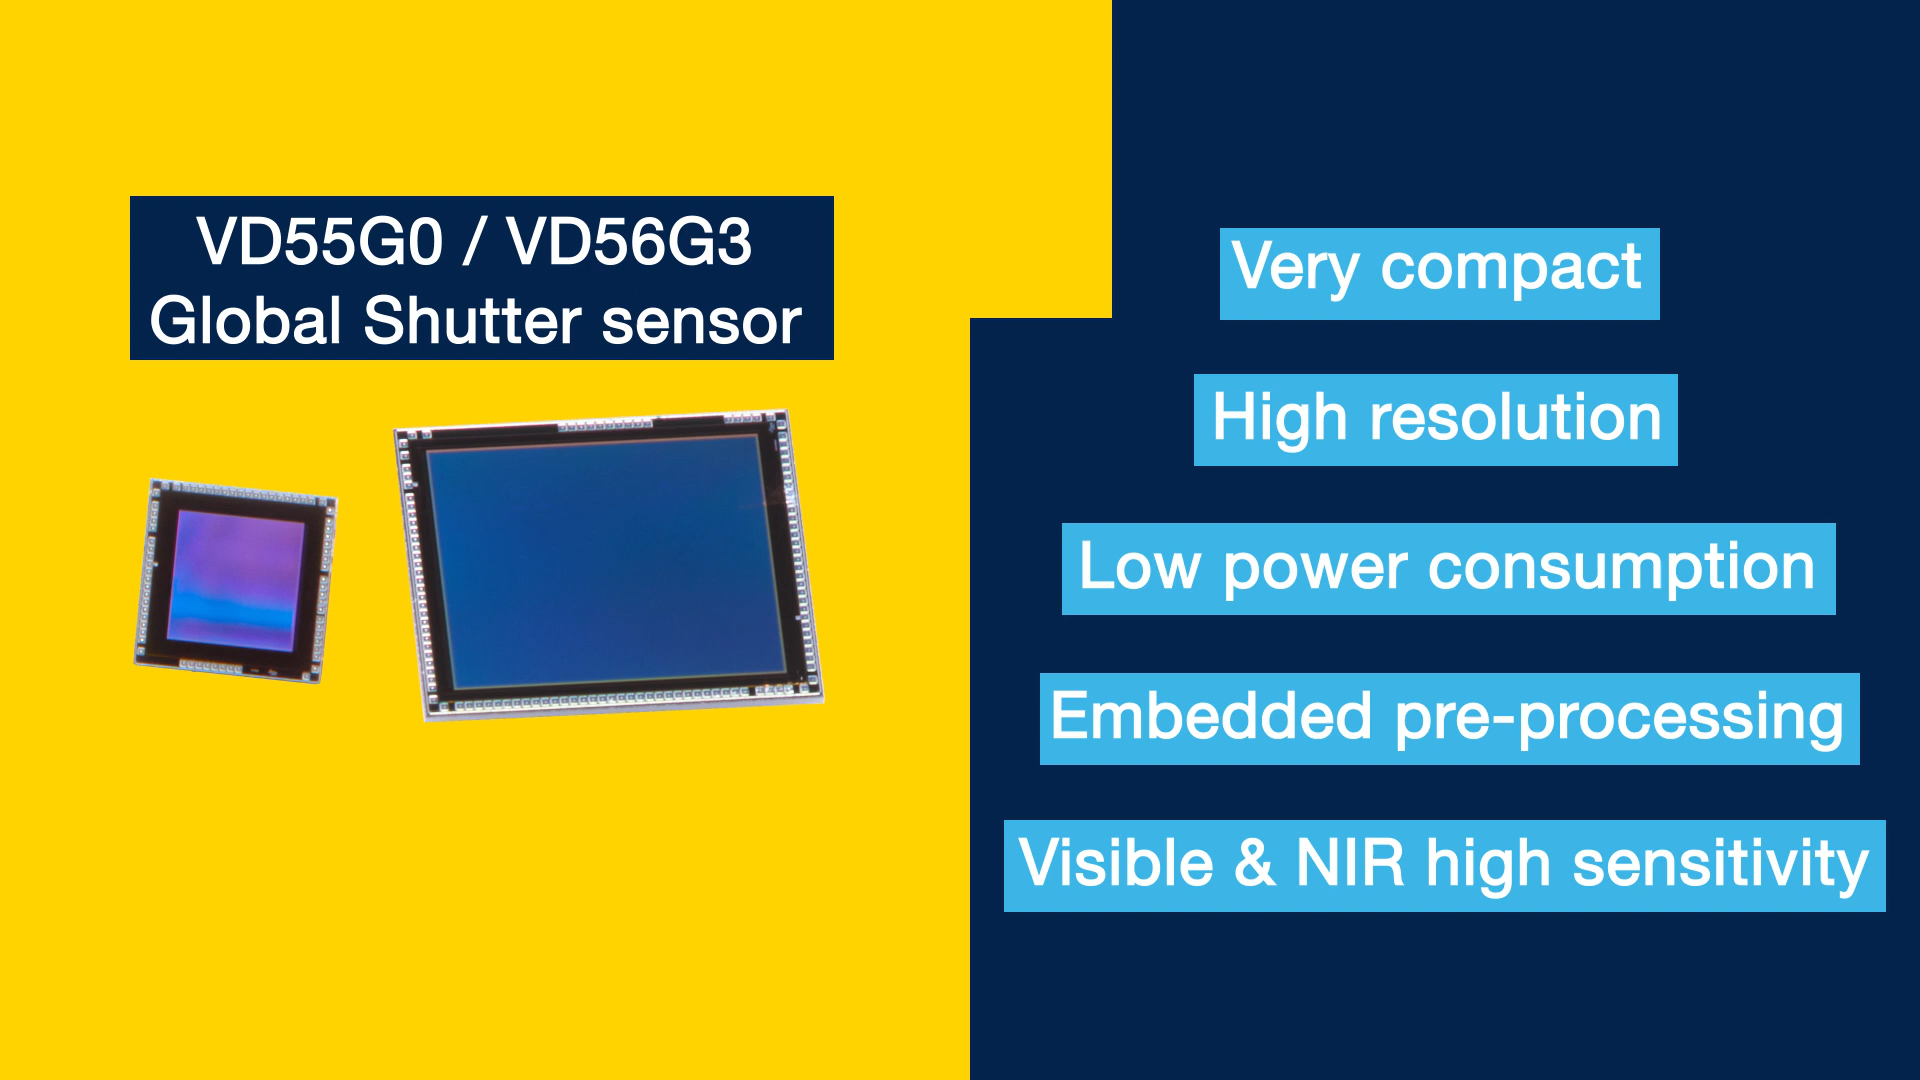 VD55G0 / VD56G3
Global Shutter sensor
Very compact
High resolution
Low power consumption
Embedded pre-processing
Visible & NIR high sensitivity